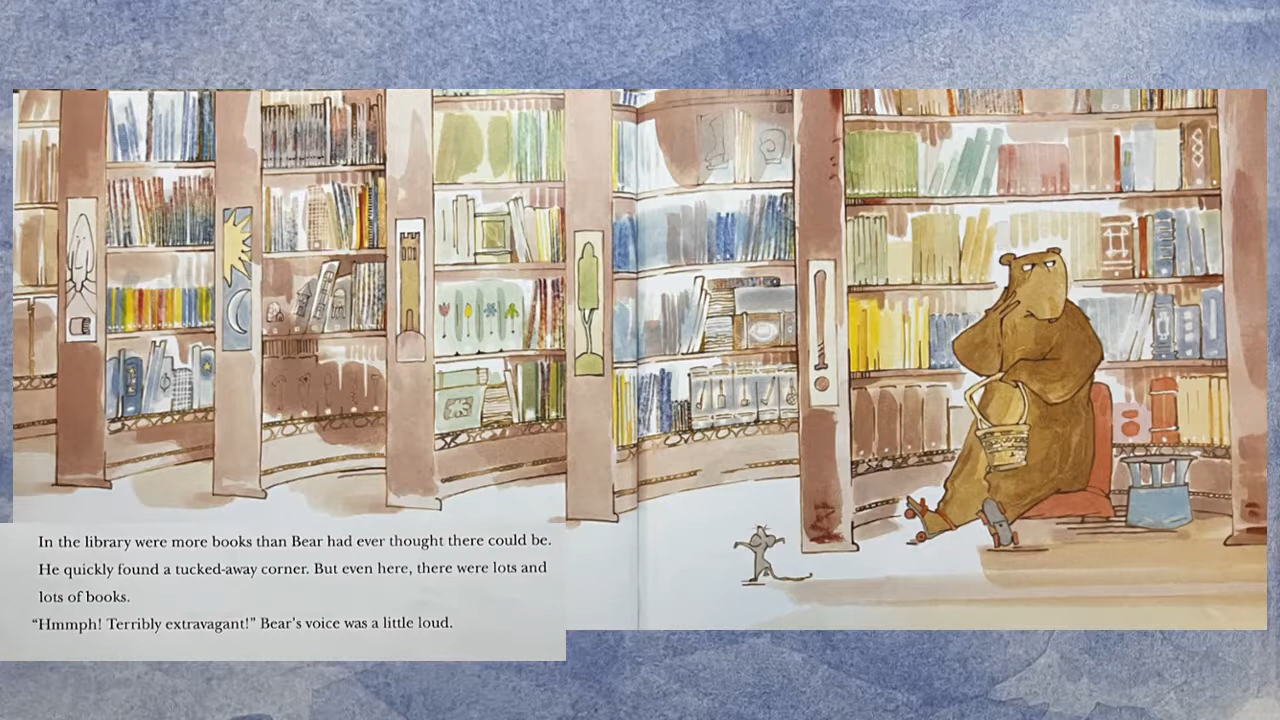 In the library were more books than Bear had ever thought there could be.
He quickly found a tucked-away corner. But even here, there were lots and
lots of books.
“Hmmph! Terribly extravagant!” Bear's voice was a little loud.